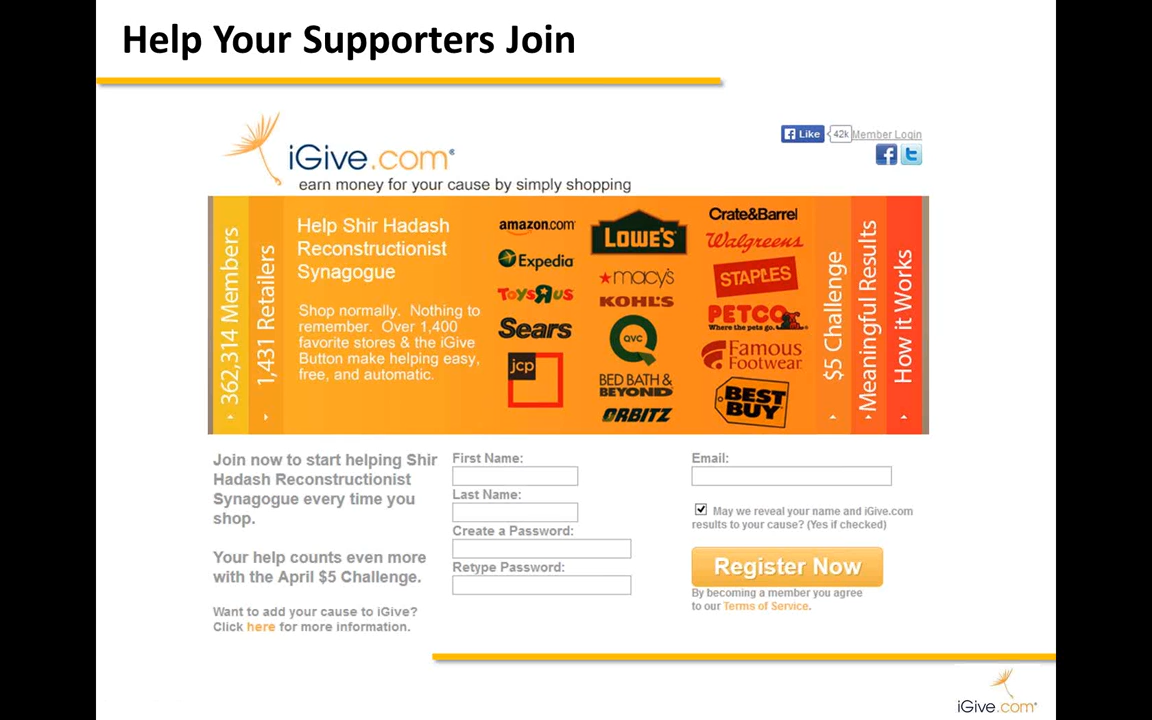 Help Your Supporters Join
iGive.com®
earn money for your cause by simply shopping
Like
42k
Member Login
362,314 Members
1,431 Retailers
Help Shir Hadash
Reconstructionist
Synagogue
Shop normally. Nothing to
remember. Over 1,400
favorite stores & the iGive
Button make helping easy,
free, and automatic.
amazon.com
Expedia
TOYSRUS
Sears
jcp
LOWE'S
macy's
KOHL'S
QVC
BED BATH &
BEYOND
ORBITZ
Crate&Barrel
Walgreens
STAPLES
PETCO
Where the pets go.
Famous
Footwear
BEST
BUY
$5 Challenge
Meaningful Results
How it Works
Join now to start helping Shir
Hadash Reconstructionist
Synagogue every time you
shop.
Your help counts even more
with the April $5 Challenge.
Want to add your cause to iGive?
Click here for more information.
First Name:
Last Name:
Create a Password:
Retype Password:
Email:
May we reveal your name and iGive.com
results to your cause? (Yes if checked)
Register Now
By becoming a member you agree
to our Terms of Service.
iGive.com®